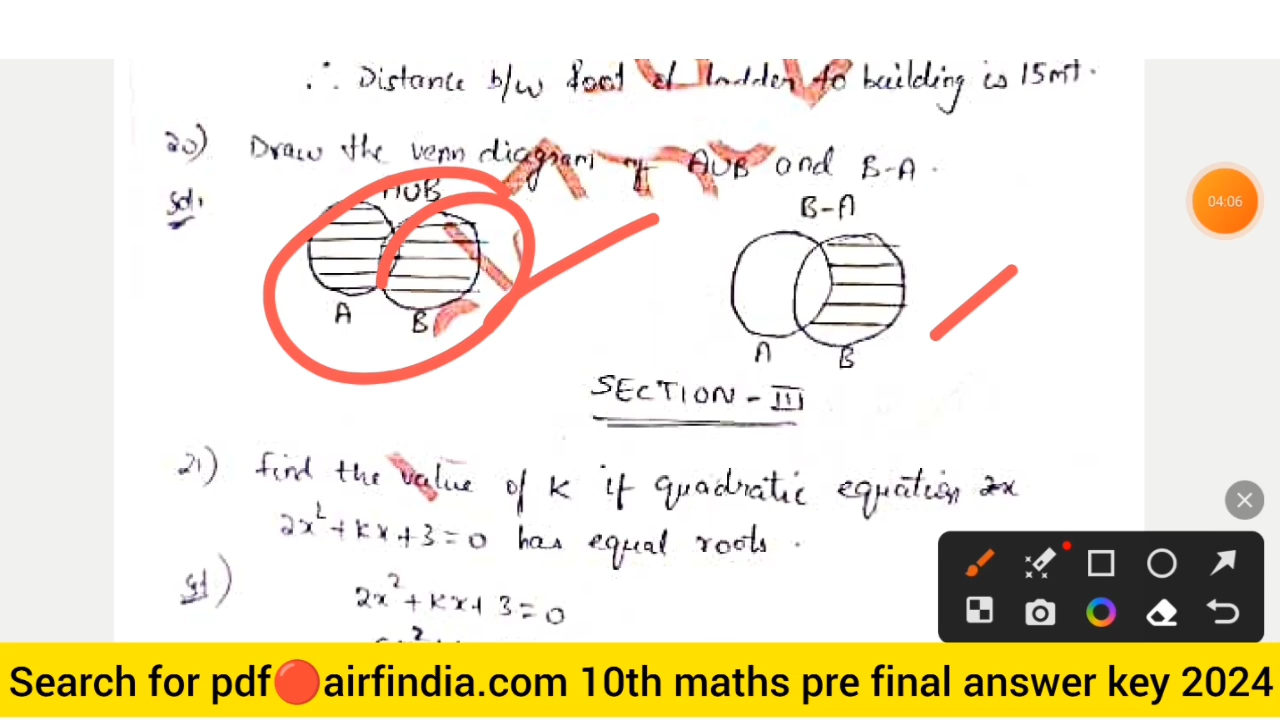 ∴ Distance b/w foot of ladder to building is 15mt.
20) Draw the venn diagram of AUB and B-A.
Sol.
AUB
B-A
A
B
A
B
SECTION - III
21) find the value of K if quadratic equation 2x
2x²+kx+3=0 has equal roots.
Sol)
2x²+kx+3=0
04:06
Search for pdf🔴airfindia.com 10th maths pre final answer key 2024